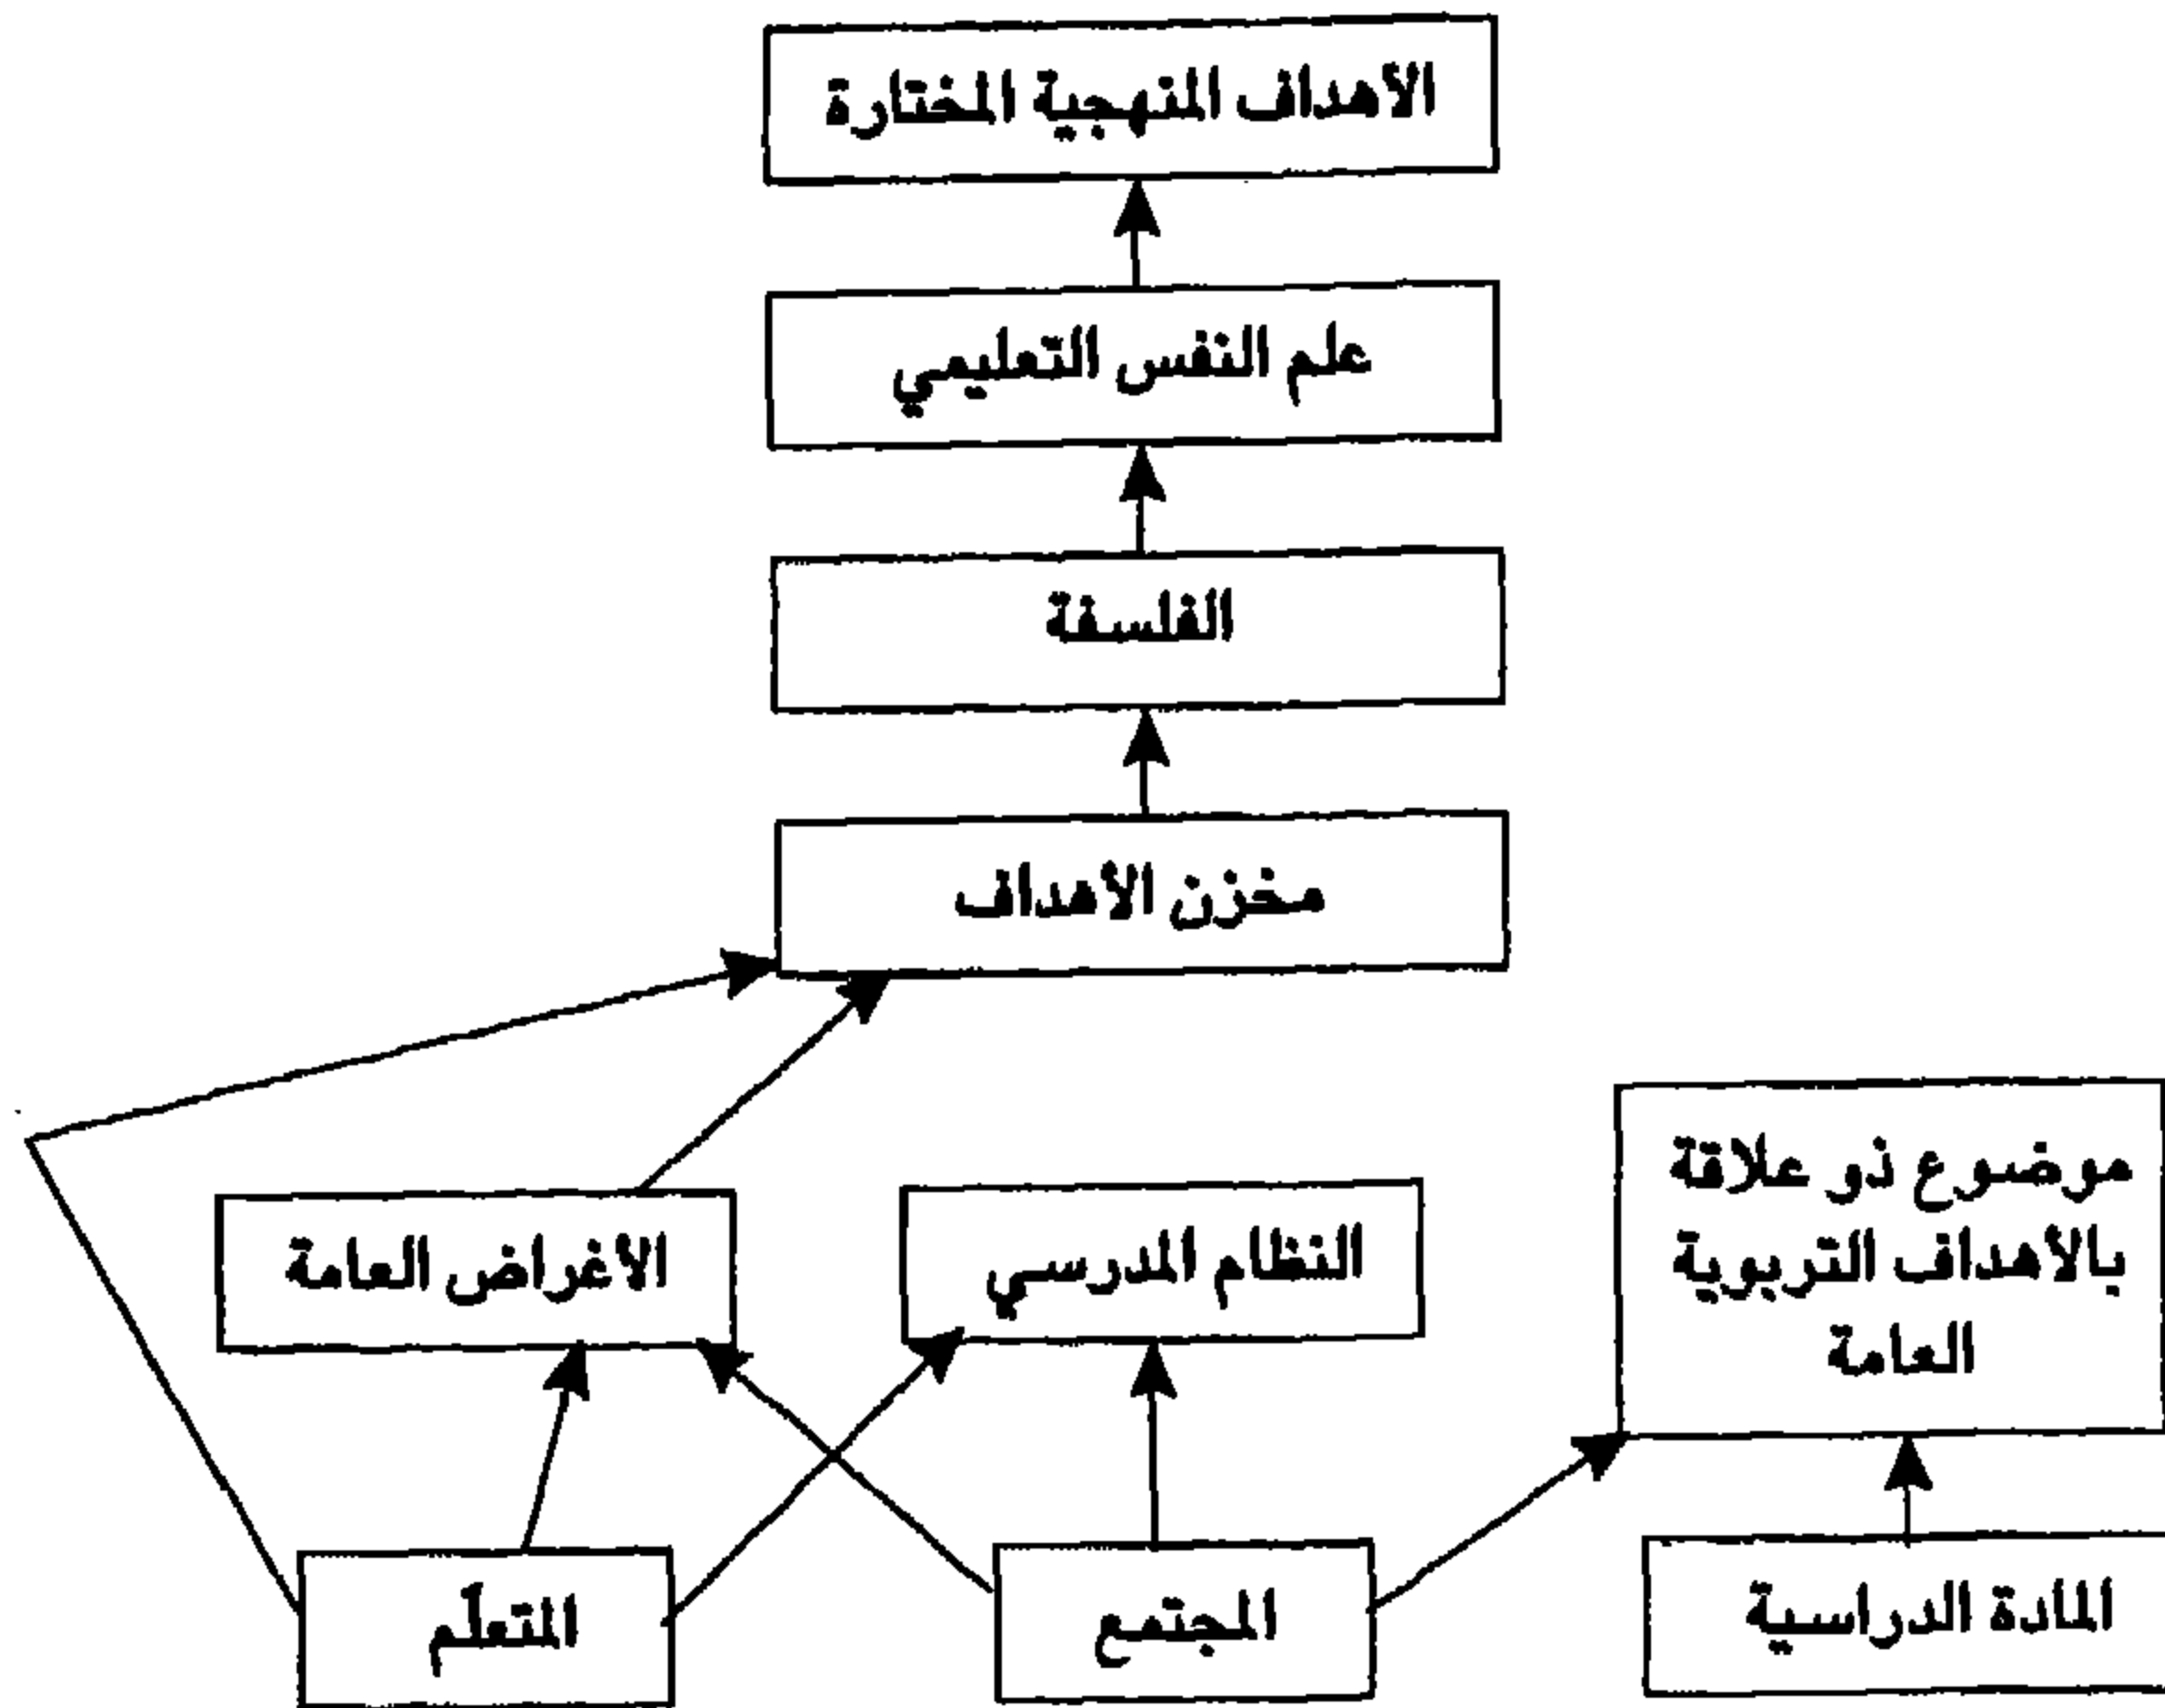 الأهداف المنهجية المختارة
علم النفس التعليمي
الفلسفة
مخزن الأهداف
موضوع ذو علاقة
بالأهداف التربوية
العامة
النظام المدرسي
الأغراض العامة
المادة الدراسية
المجتمع
المتعلّم